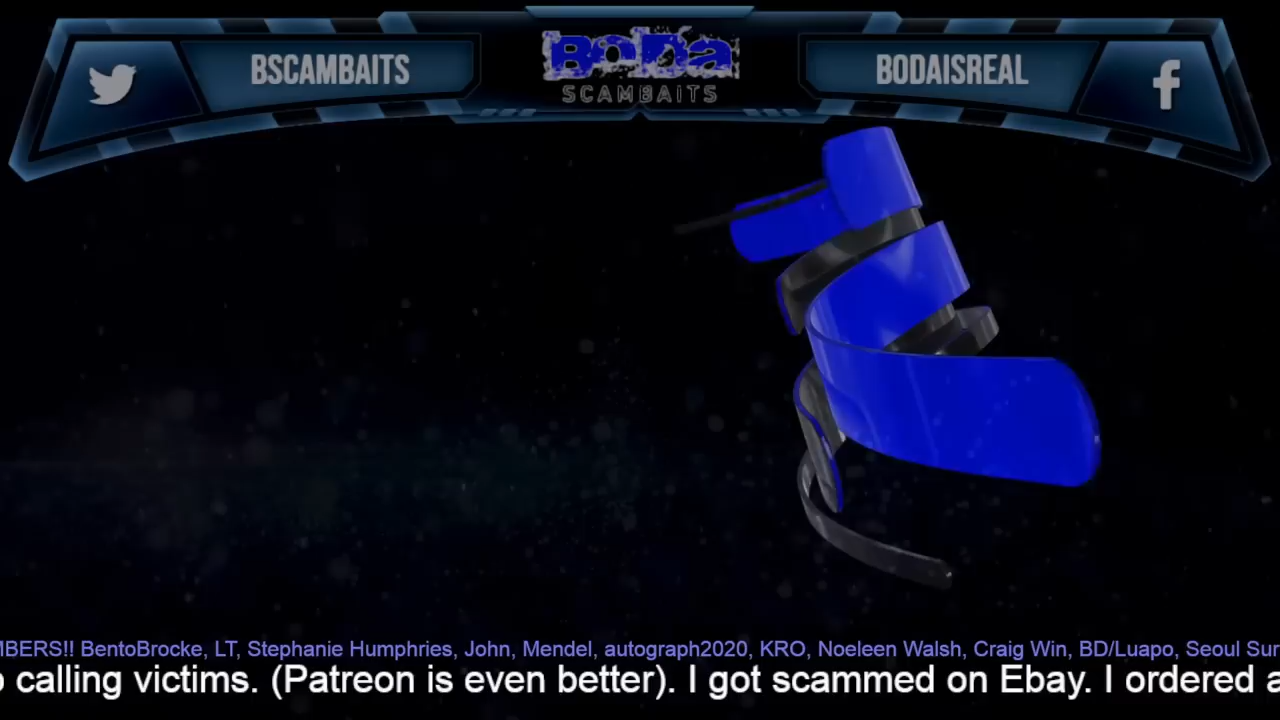 BSCAMBAITS
BoDa
SCAMBAITS
BODAISREAL
MBERS!! BentoBrocke, LT, Stephanie Humphries, John, Mendel, autograph2020, KRO, Noeleen Walsh, Craig Win, BD/Luapo, Seoul Sur
calling victims. (Patreon is even better). I got scammed on Ebay. I ordered a